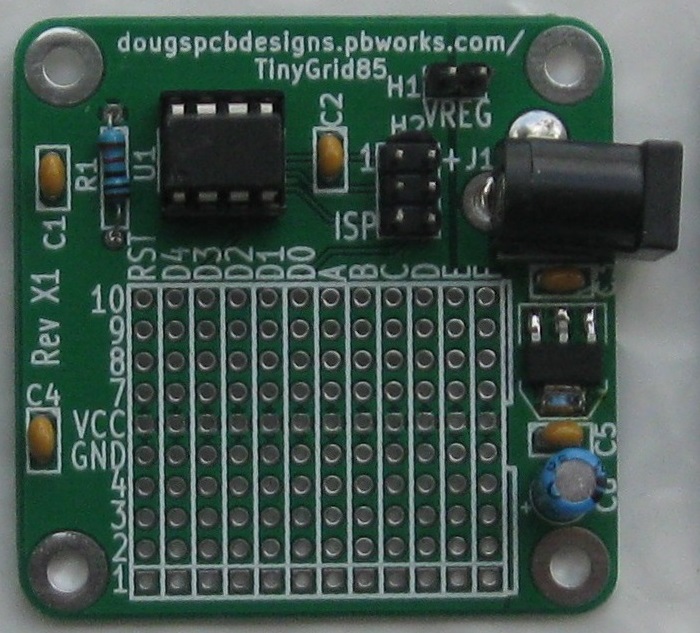 dougspcbdesigns.pbworks.com/
TinyGrid85
H1
VREG
C2
H2
R1
U1
1
+
J1
C1
ISP
RST D4 D3 D2 D1 D0 A B C D E F
Rev X1
10
9
8
7
C4
VCC
GND
C5
4
3
+
2
1